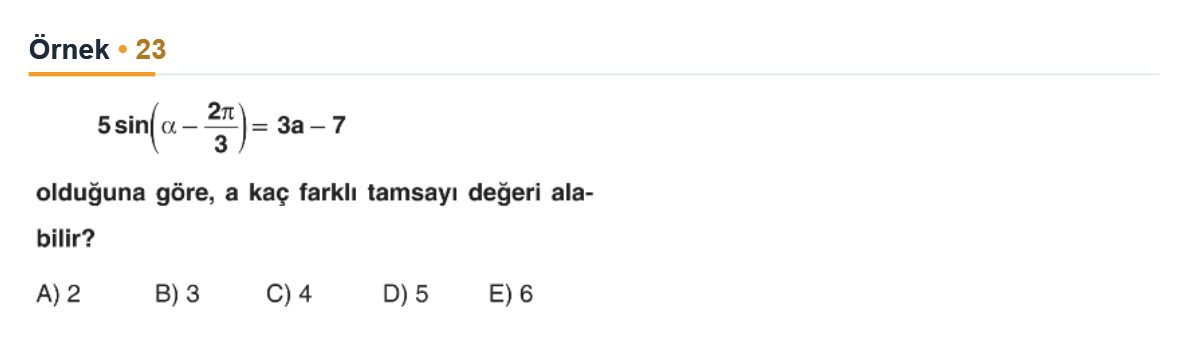 Örnek • 23
5 sin(α – 2π/3) = 3a – 7
olduğuna göre, a kaç farklı tamsayı değeri ala-
bilir?
A) 2 B) 3 C) 4 D) 5 E) 6